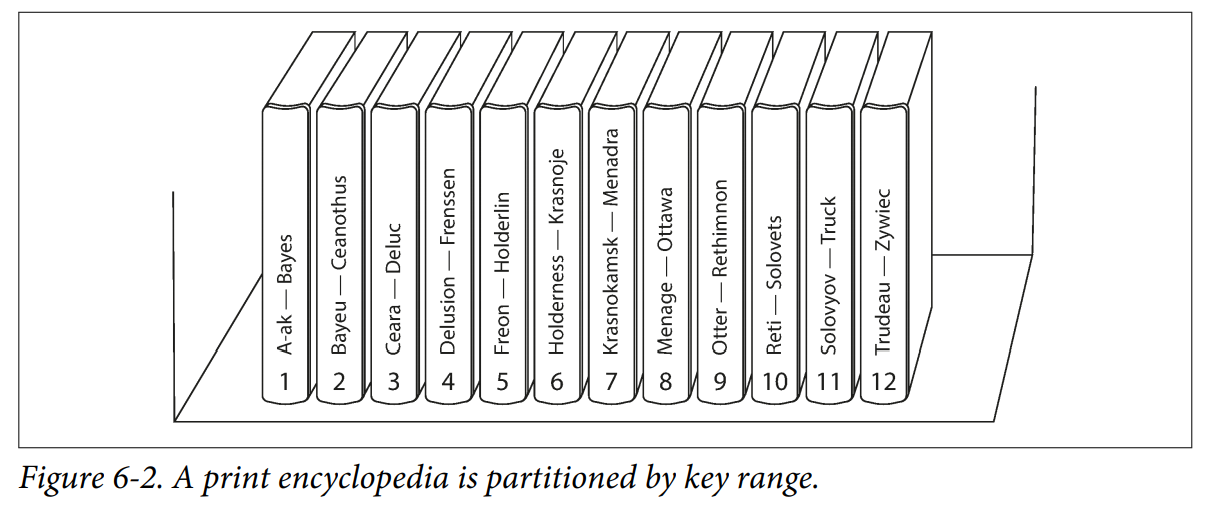 A-ak — Bayes
1
Bayeu — Ceanothus
2
Ceara — Deluc
3
Delusion — Frenssen
4
Freon — Holderlin
5
Holderness — Krasnoje
6
Krasnokamsk — Menadra
7
Menage — Ottawa
8
Otter — Rethimnon
9
Reti — Solovets
10
Solovyov — Truck
11
Trudeau — Zywiec
12
Figure 6-2. A print encyclopedia is partitioned by key range.